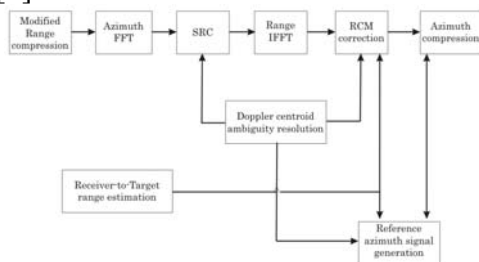 Modified
Range
compression
Azimuth
FFT
SRC
Range
IFFT
RCM
correction
Azimuth
compression
Doppler centroid
ambiguity resolution
Receiver-to-Target
range estimation
Reference
azimuth signal
generation